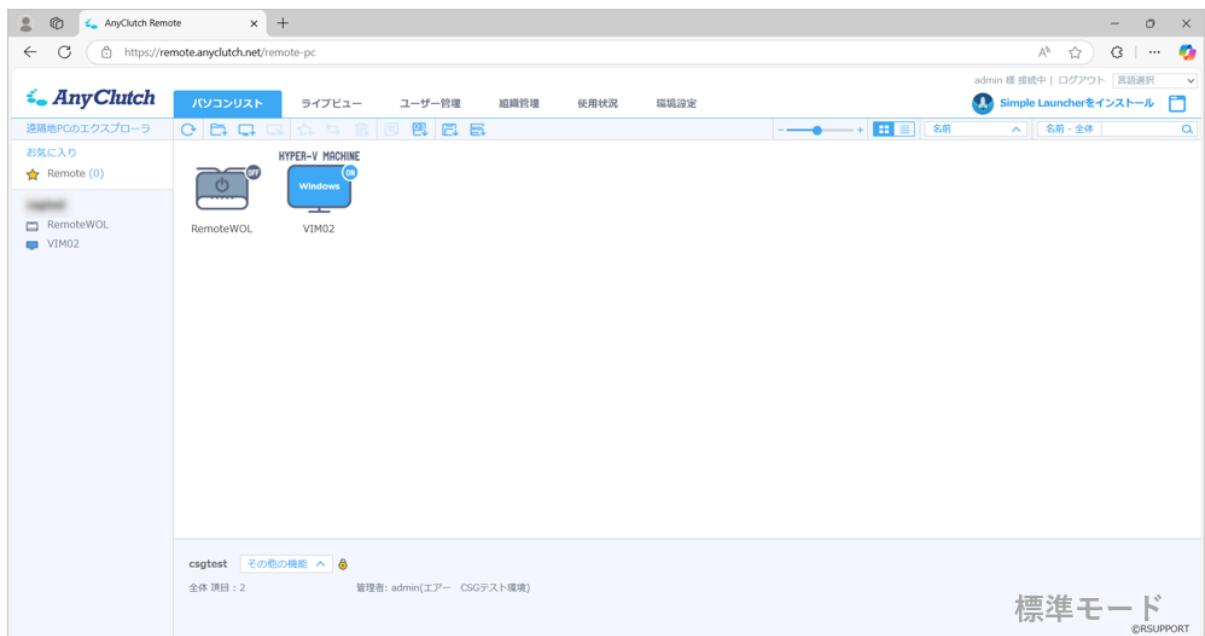 AnyClutch Remote
https://remote.anyclutch.net/remote-pc
admin 様 接続中 | ログアウト 言語選択
AnyClutch
パソコンリスト ライブビュー ユーザー管理 組織管理 使用状況 環境設定
Simple Launcherをインストール
遠隔地PCのエクスプローラ
名前 名前 - 全体
お気に入り
Remote (0)
RemoteWOL
VIM02
OFF
RemoteWOL
HYPER-V MACHINE
ON
Windows
VIM02
csgtest その他の機能
全体 項目 : 2 管理者: admin(エアー CSGテスト環境)
標準モード
©RSUPPORT